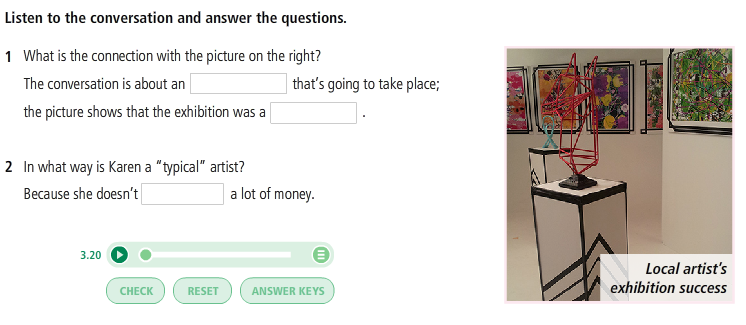 Listen to the conversation and answer the questions.
1 What is the connection with the picture on the right?
The conversation is about an that's going to take place;
the picture shows that the exhibition was a .
2 In what way is Karen a "typical" artist?
Because she doesn't a lot of money.
3.20
CHECK
RESET
ANSWER KEYS
Local artist's
exhibition success